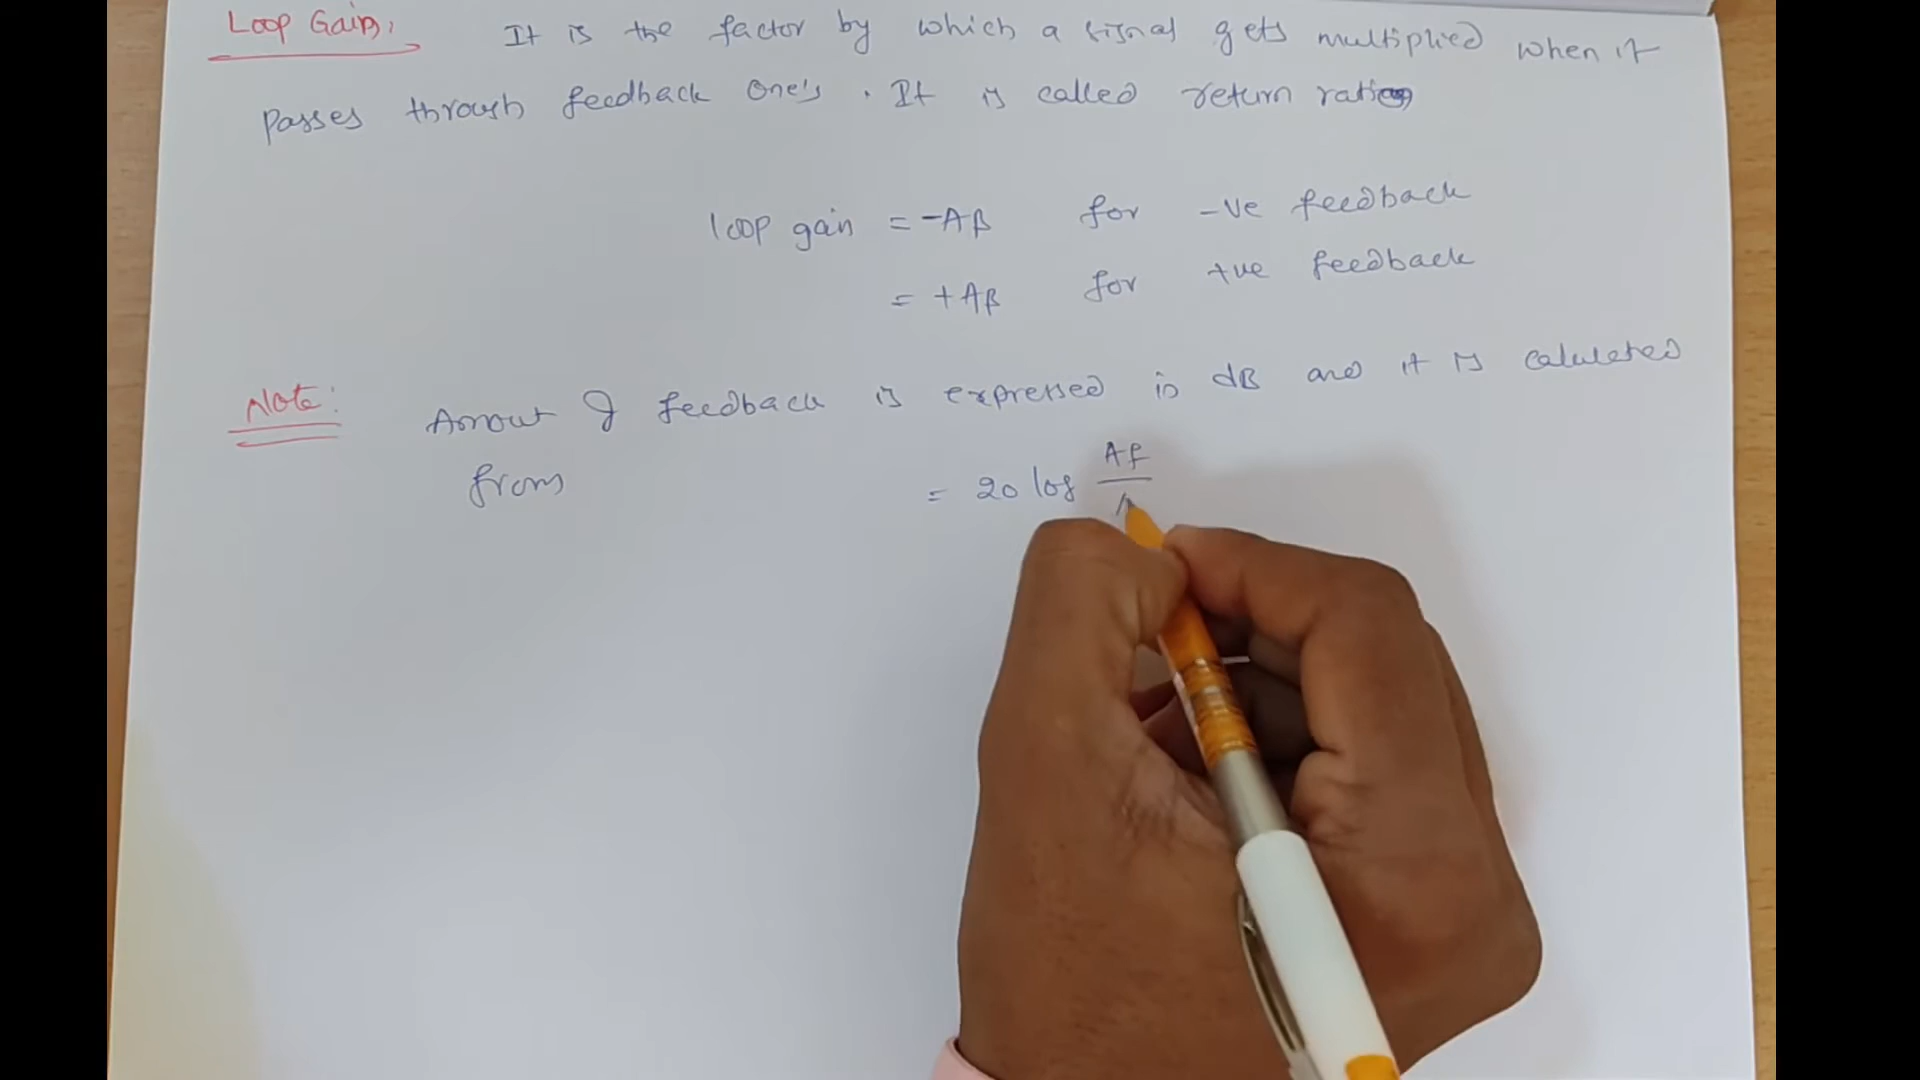 Loop Gain: It is the factor by which a signal gets multiplied when it
passes through feedback one's. It is called return ratio
loop gain = -Aβ for -ve feedback
= +Aβ for +ve feedback
Note: Amout of feedback is expressed in dB and it is calculated
from = 20 log Af/A